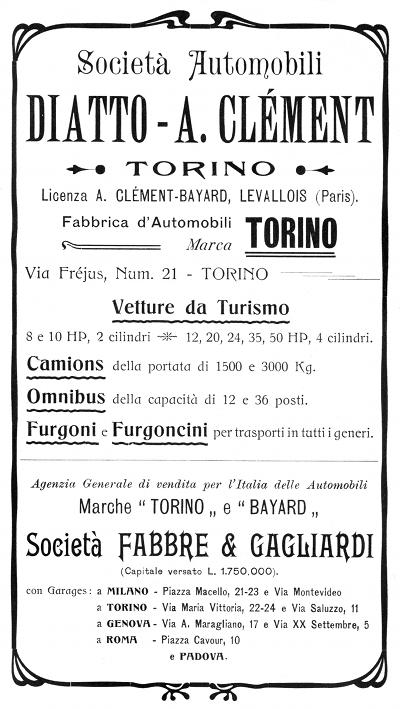 Società Automobili
DIATTO - A. CLÉMENT
TORINO
Licenza A. CLÉMENT-BAYARD, LEVALLOIS (Paris).
Fabbrica d'Automobili
Marca TORINO
Via Fréjus, Num. 21 - TORINO
Vetture da Turismo
8 e 10 HP, 2 cilindri 12, 20, 24, 35, 50 HP, 4 cilindri.
Camions della portata di 1500 e 3000 Kg.
Omnibus della capacità di 12 e 36 posti.
Furgoni e Furgoncini per trasporti in tutti i generi.
Agenzia Generale di vendita per l'Italia delle Automobili
Marche “ TORINO „ e “ BAYARD „
Società FABBRE & GAGLIARDI
(Capitale versato L. 1.750.000).
con Garages: a MILANO - Piazza Macello, 21-23 e Via Montevideo
a TORINO - Via Maria Vittoria, 22-24 e Via Saluzzo, 11
a GENOVA - Via A. Maragliano, 17 e Via XX Settembre, 5
a ROMA - Piazza Cavour, 10
e PADOVA.